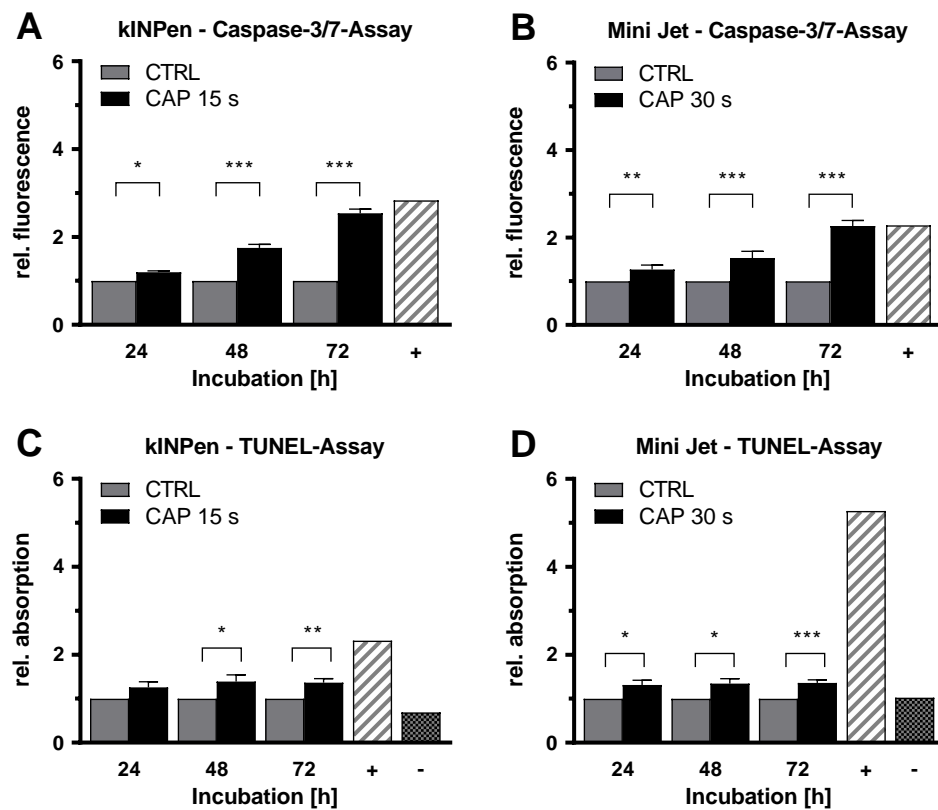 A
kINPen - Caspase-3/7-Assay
6
4
2
0
rel. fluorescence
CTRL
CAP 15 s
*
***
***
24
48
72
+
Incubation [h]
B
Mini Jet - Caspase-3/7-Assay
6
4
2
0
rel. fluorescence
CTRL
CAP 30 s
**
***
***
24
48
72
+
Incubation [h]
C
kINPen - TUNEL-Assay
6
4
2
0
rel. absorption
CTRL
CAP 15 s
*
**
24
48
72
+
-
Incubation [h]
D
Mini Jet - TUNEL-Assay
6
4
2
0
rel. absorption
CTRL
CAP 30 s
*
*
***
24
48
72
+
-
Incubation [h]